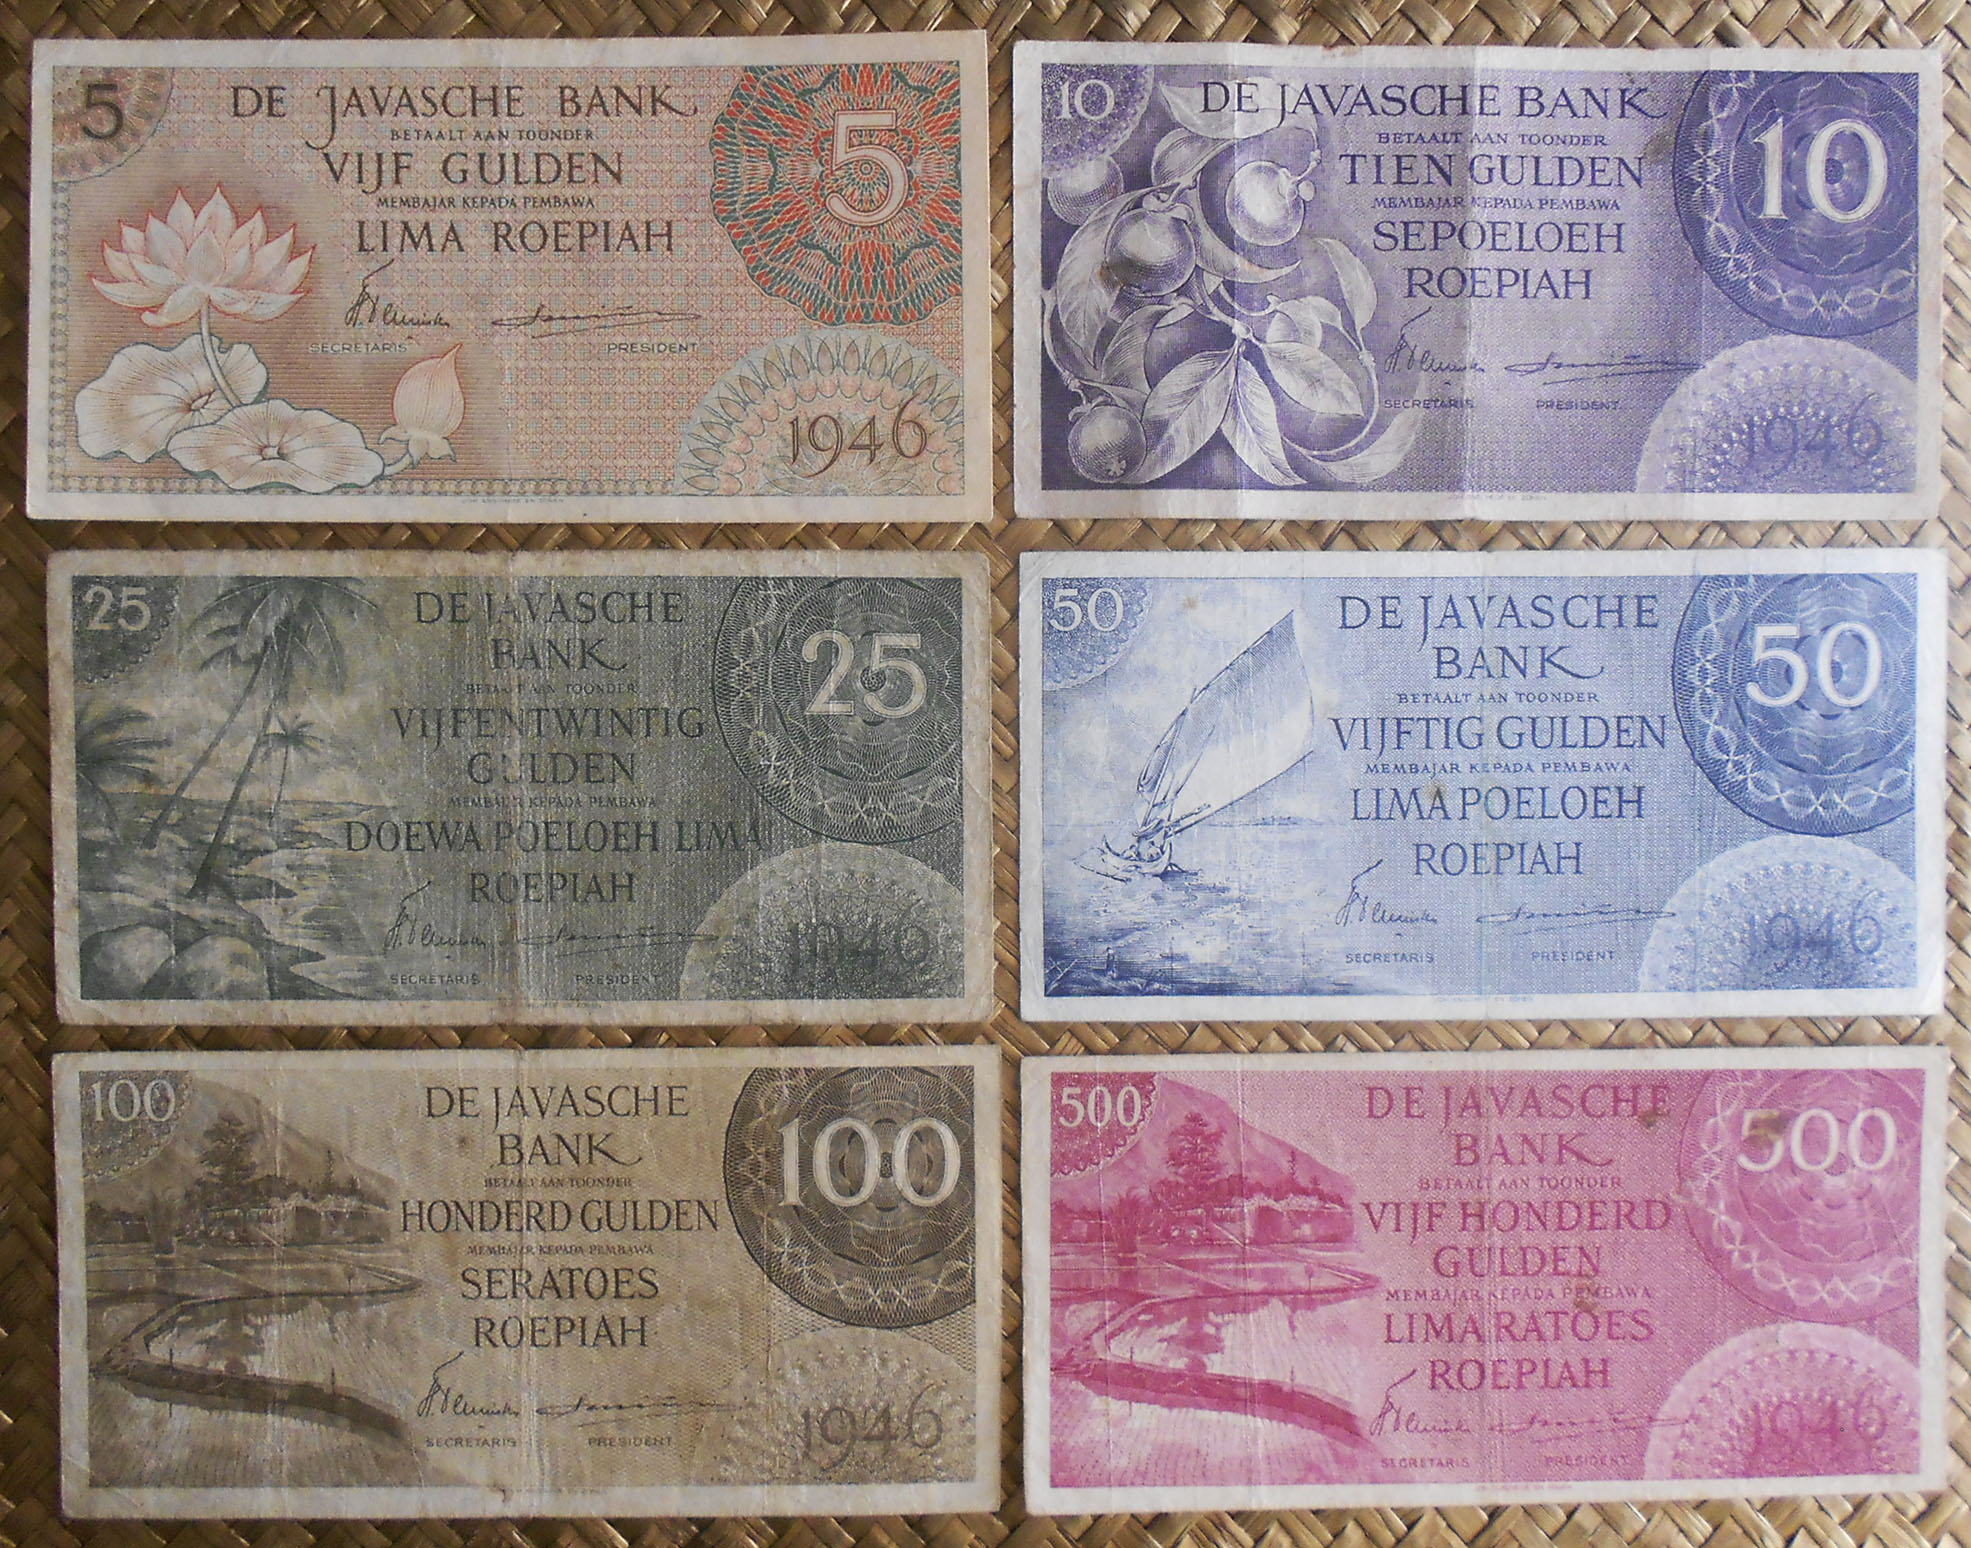 5
DE JAVASCHE BANK
BETAALT AAN TOONDER
VIJF GULDEN
MEMBAJAR KEPADA PEMBAWA
LIMA ROEPIAH
5
SECRETARIS
PRESIDENT
1946
10
DE JAVASCHE BANK
BETAALT AAN TOONDER
TIEN GULDEN
MEMBAJAR KEPADA PEMBAWA
SEPOELOEH
ROEPIAH
10
SECRETARIS
PRESIDENT
1946
25
DE JAVASCHE
BANK
BETAALT AAN TOONDER
VIJFENTWINTIG
GULDEN
MEMBAJAR KEPADA PEMBAWA
DOEWA POELOEH LIMA
ROEPIAH
25
SECRETARIS
PRESIDENT
1946
50
DE JAVASCHE
BANK
BETAALT AAN TOONDER
VIJFTIG GULDEN
MEMBAJAR KEPADA PEMBAWA
LIMA POELOEH
ROEPIAH
50
SECRETARIS
PRESIDENT
1946
100
DE JAVASCHE
BANK
BETAALT AAN TOONDER
HONDERD GULDEN
MEMBAJAR KEPADA PEMBAWA
SERATOES
ROEPIAH
100
SECRETARIS
PRESIDENT
1946
500
DE JAVASCHE
BANK
BETAALT AAN TOONDER
VIJF HONDERD
GULDEN
MEMBAJAR KEPADA PEMBAWA
LIMA RATOES
ROEPIAH
500
SECRETARIS
PRESIDENT
1946